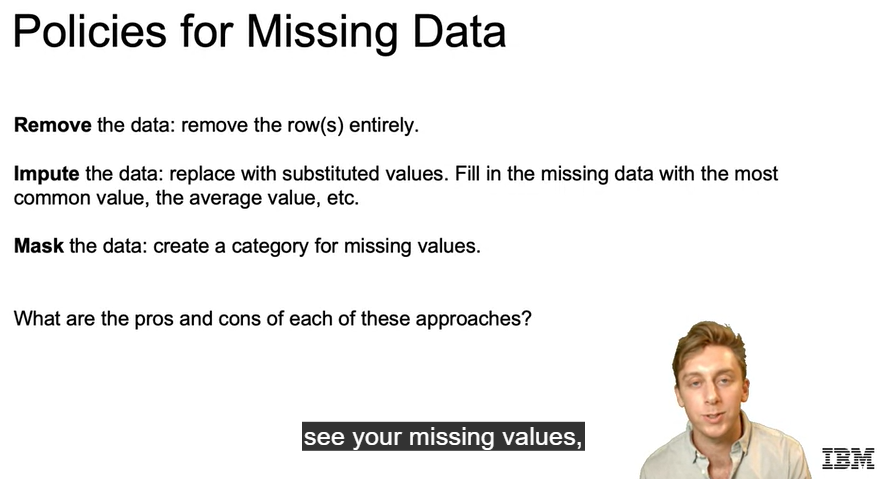 Policies for Missing Data
Remove the data: remove the row(s) entirely.
Impute the data: replace with substituted values. Fill in the missing data with the most
common value, the average value, etc.
Mask the data: create a category for missing values.
What are the pros and cons of each of these approaches?
see your missing values,
IBM